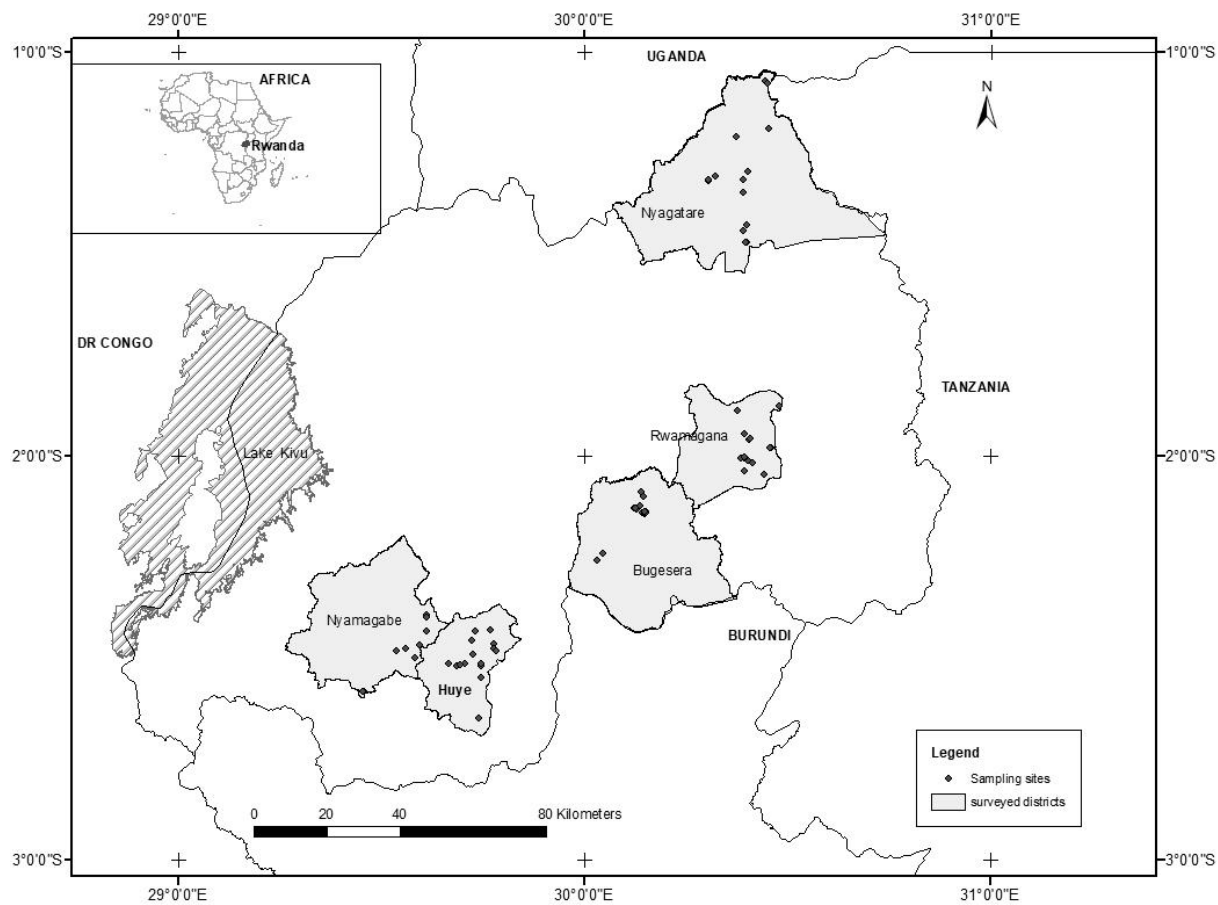 29°0'0"E
30°0'0"E
31°0'0"E
1°0'0"S
1°0'0"S
UGANDA
AFRICA
Rwanda
N
Nyagatare
DR CONGO
TANZANIA
Rwamagana
2°0'0"S
Lake Kivu
2°0'0"S
Bugesera
Nyamagabe
BURUNDI
Huye
Legend
Sampling sites
surveyed districts
0 20 40 80 Kilometers
3°0'0"S
3°0'0"S
29°0'0"E
30°0'0"E
31°0'0"E